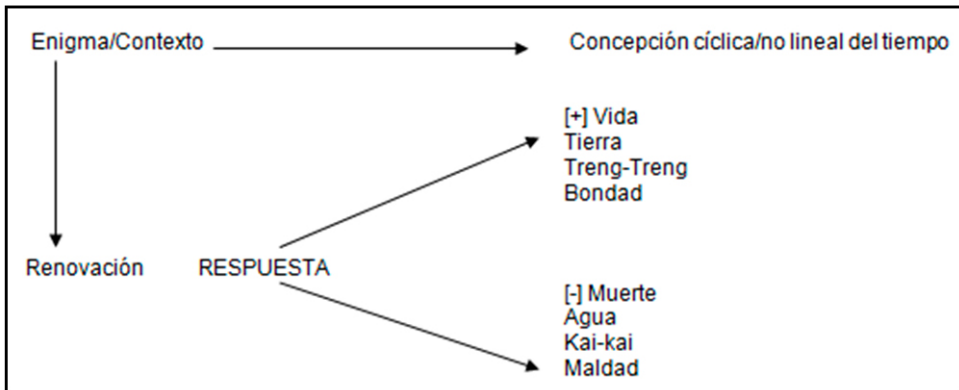 Enigma/Contexto
Concepción cíclica/no lineal del tiempo
[+] Vida
Tierra
Treng-Treng
Bondad
Renovación
RESPUESTA
[-] Muerte
Agua
Kai-kai
Maldad